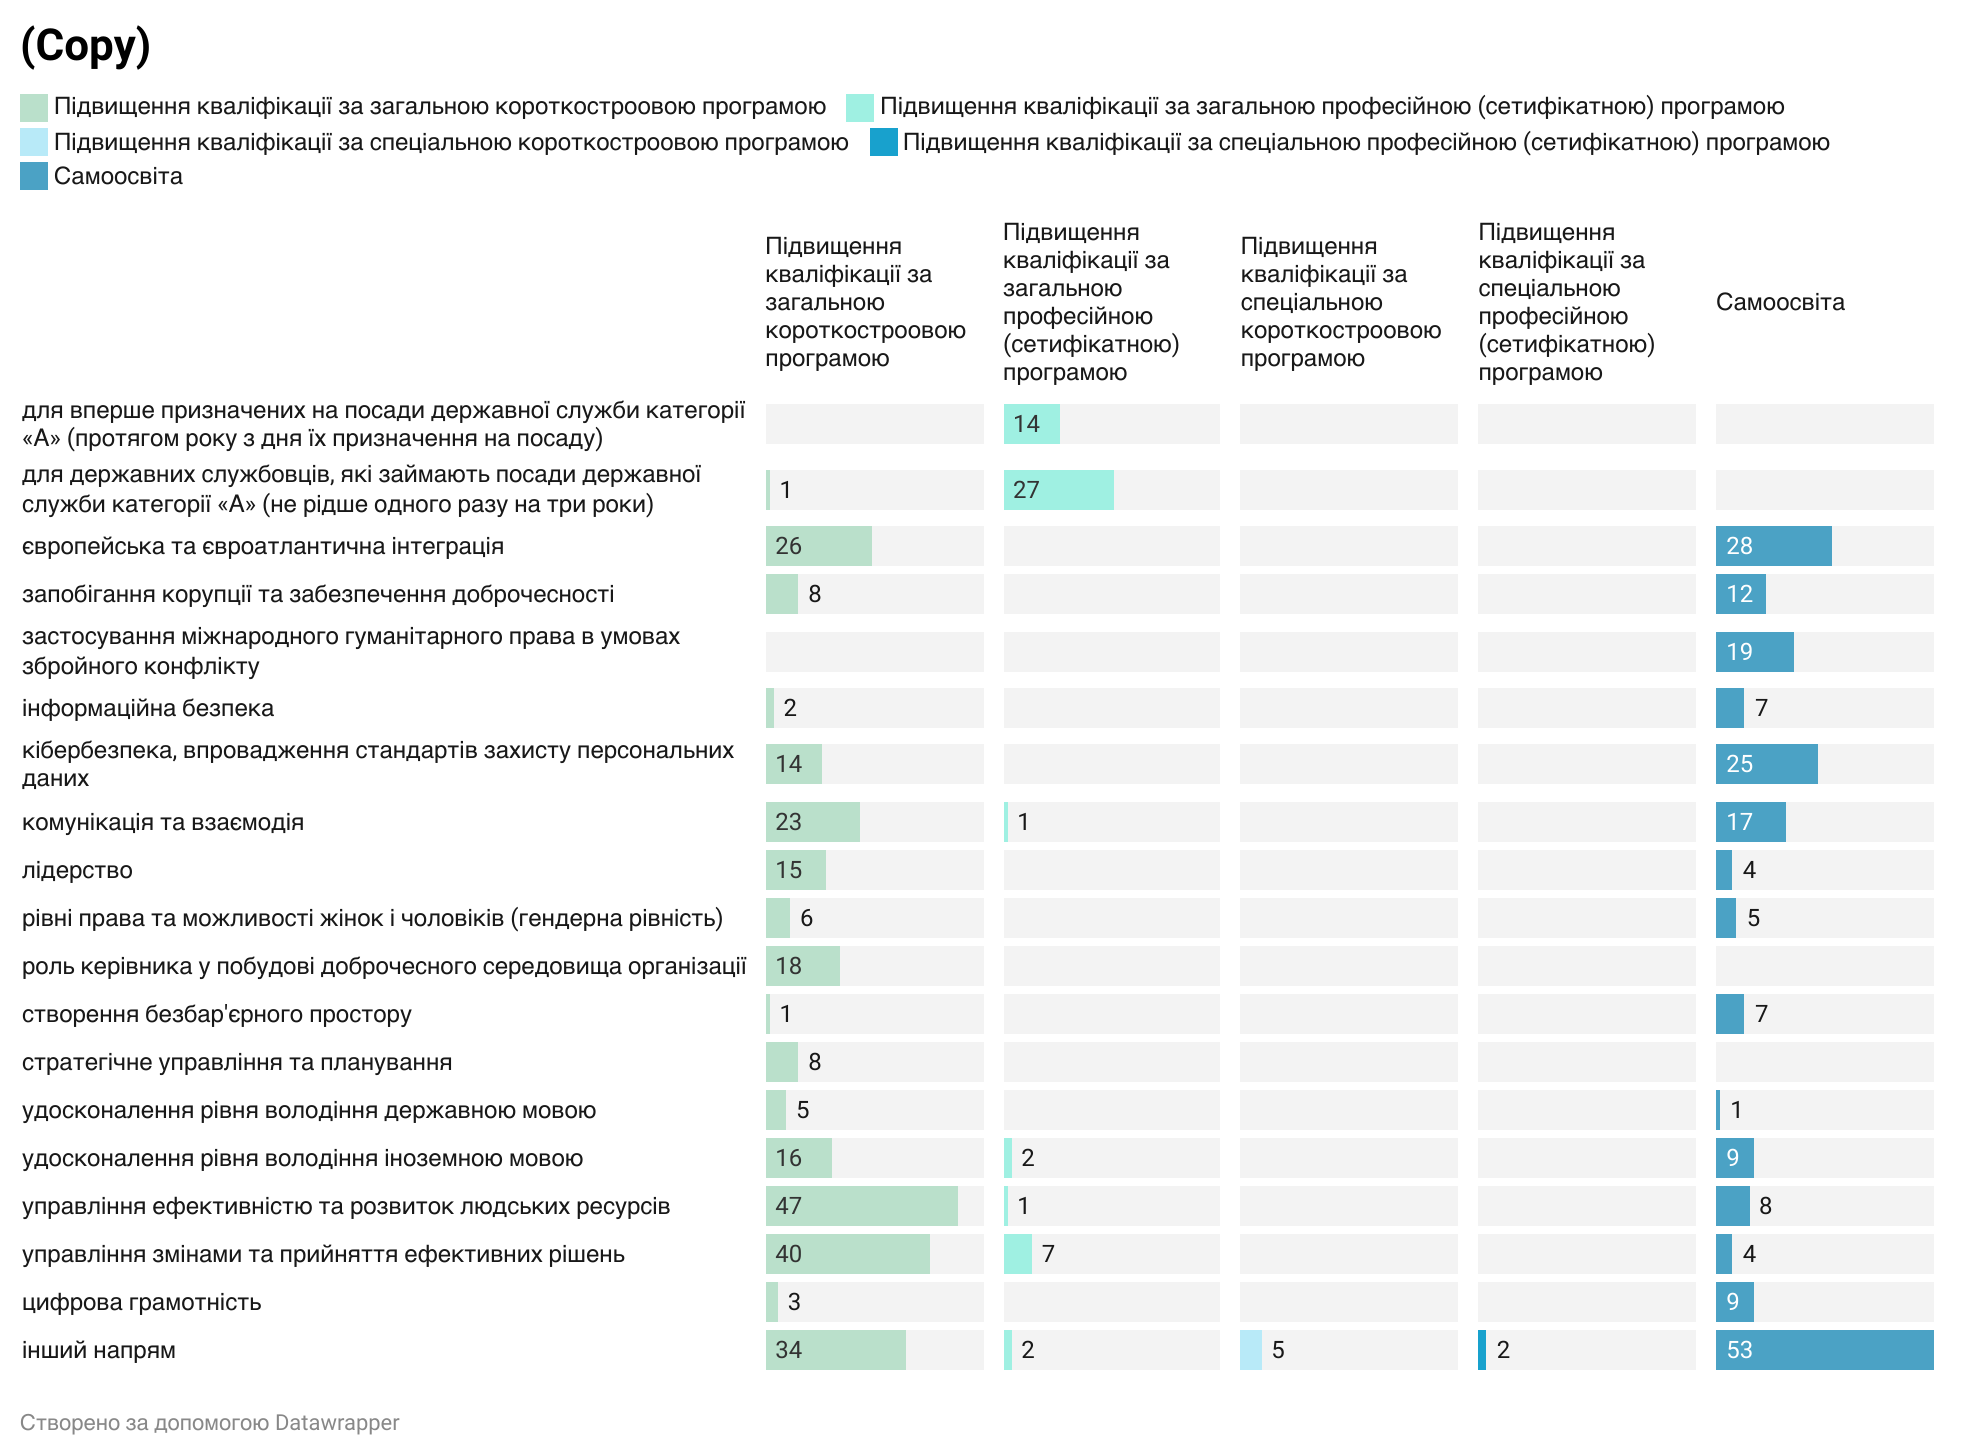 (Copy)
Підвищення кваліфікації за загальною короткостроовою програмою Підвищення кваліфікації за загальною професійною (сетифікатною) програмою
Підвищення кваліфікації за спеціальною короткостроовою програмою Підвищення кваліфікації за спеціальною професійною (сетифікатною) програмою
Самоосвіта
Підвищення
кваліфікації за
загальною
короткостроовою
програмою
Підвищення
кваліфікації за
загальною
професійною
(сетифікатною)
програмою
Підвищення
кваліфікації за
спеціальною
короткостроовою
програмою
Підвищення
кваліфікації за
спеціальною
професійною
(сетифікатною)
програмою
Самоосвіта
для вперше призначених на посади державної служби категорії
«А» (протягом року з дня їх призначення на посаду)
14
для державних службовців, які займають посади державної
служби категорії «А» (не рідше одного разу на три роки)
1 27
європейська та євроатлантична інтеграція 26 28
запобігання корупції та забезпечення доброчесності 8 12
застосування міжнародного гуманітарного права в умовах
збройного конфлікту
19
інформаційна безпека 2 7
кібербезпека, впровадження стандартів захисту персональних
даних
14 25
комунікація та взаємодія 23 1 17
лідерство 15 4
рівні права та можливості жінок і чоловіків (гендерна рівність) 6 5
роль керівника у побудові доброчесного середовища організації 18
створення безбар'єрного простору 1 7
стратегічне управління та планування 8
удосконалення рівня володіння державною мовою 5 1
удосконалення рівня володіння іноземною мовою 16 2 9
управління ефективністю та розвиток людських ресурсів 47 1 8
управління змінами та прийняття ефективних рішень 40 7 4
цифрова грамотність 3 9
інший напрям 34 2 5 2 53
Створено за допомогою Datawrapper